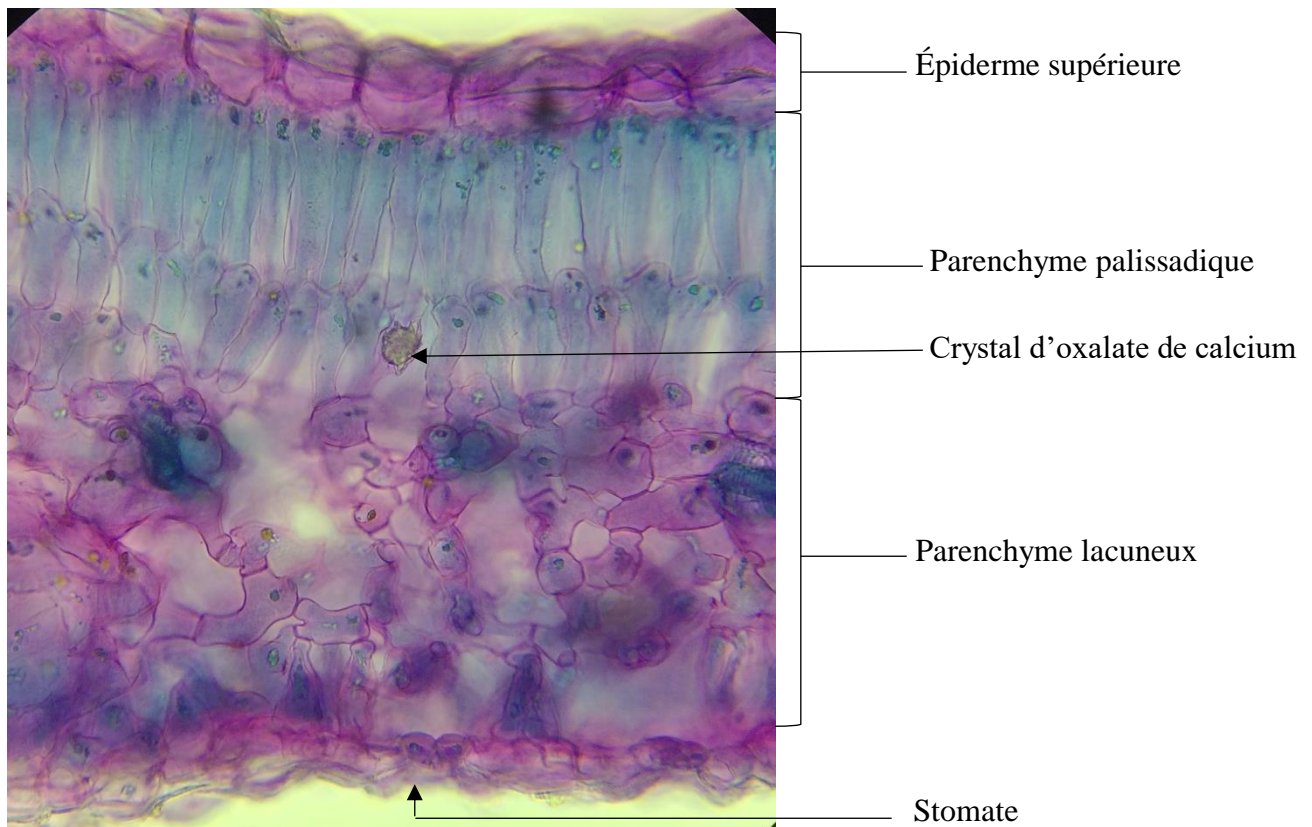 Épiderme supérieure
Parenchyme palissadique
Crystal d’oxalate de calcium
Parenchyme lacuneux
Stomate